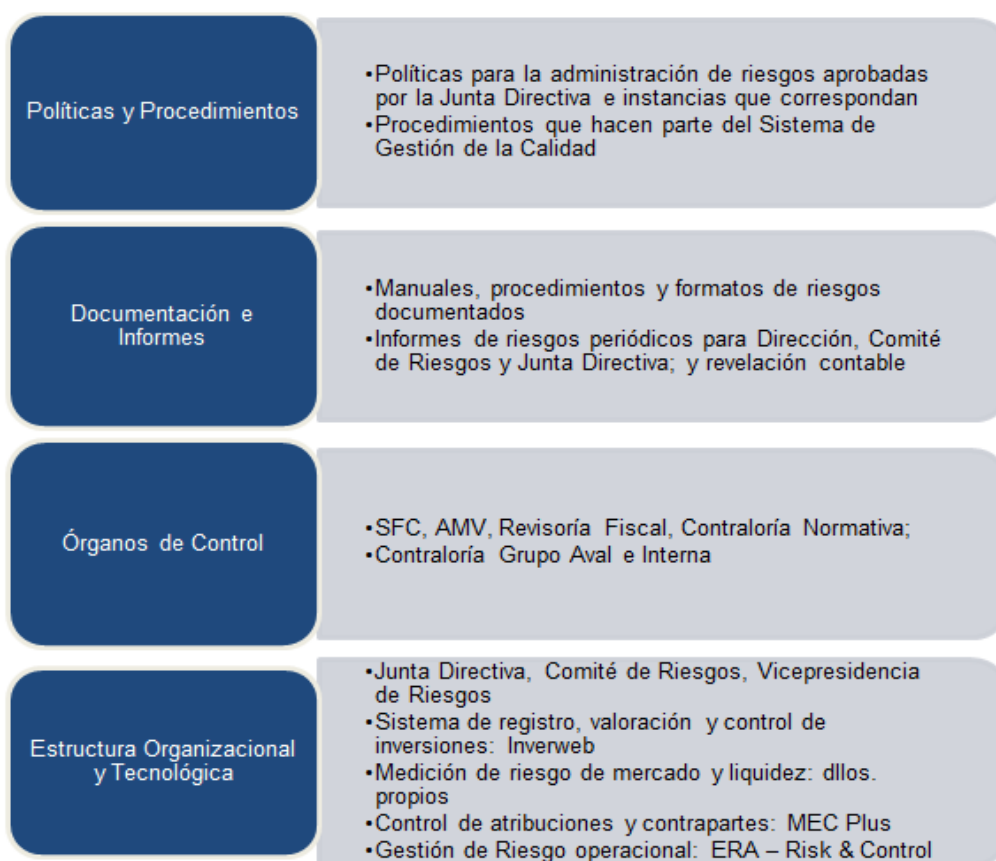 Políticas y Procedimientos
•Políticas para la administración de riesgos aprobadas
por la Junta Directiva e instancias que correspondan
•Procedimientos que hacen parte del Sistema de
Gestión de la Calidad
Documentación e
Informes
•Manuales, procedimientos y formatos de riesgos
documentados
•Informes de riesgos periódicos para Dirección, Comité
de Riesgos y Junta Directiva; y revelación contable
Órganos de Control
•SFC, AMV, Revisoría Fiscal, Contraloría Normativa;
•Contraloría Grupo Aval e Interna
Estructura Organizacional
y Tecnológica
•Junta Directiva, Comité de Riesgos, Vicepresidencia
de Riesgos
•Sistema de registro, valoración y control de
inversiones: Inverweb
•Medición de riesgo de mercado y liquidez: dllos.
propios
•Control de atribuciones y contrapartes: MEC Plus
•Gestión de Riesgo operacional: ERA – Risk & Control